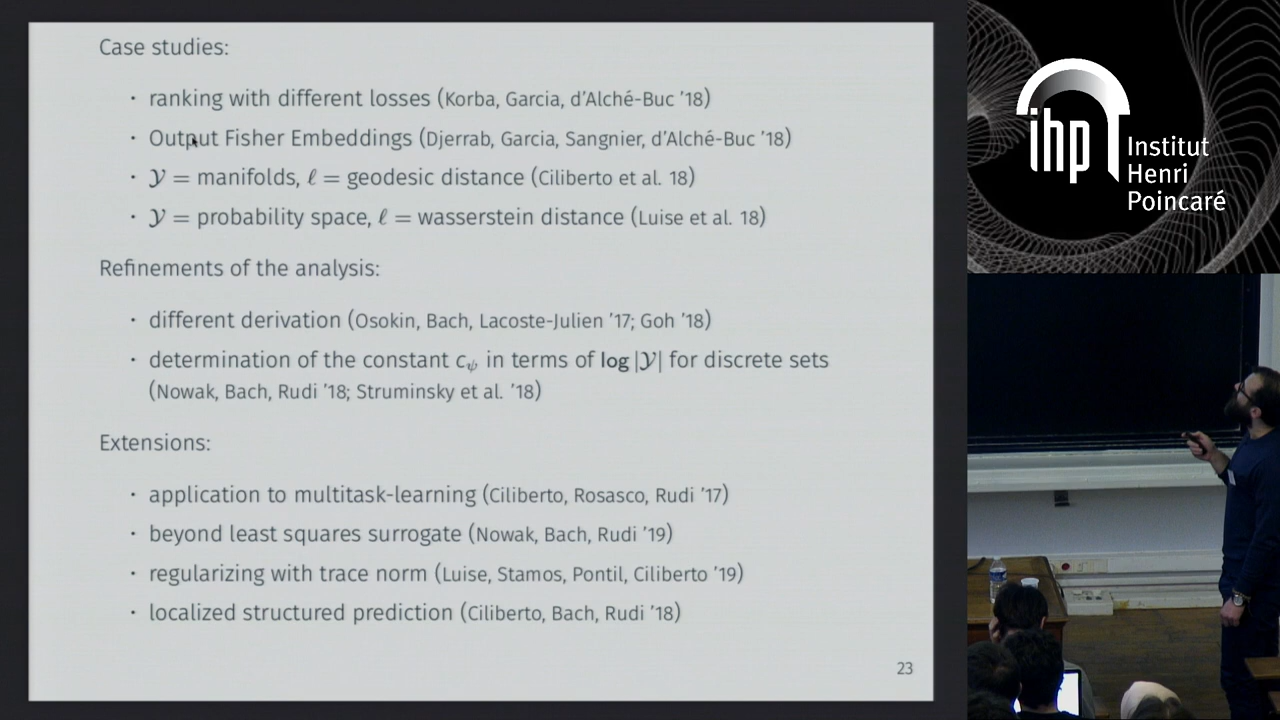 Case studies:
· ranking with different losses (Korba, Garcia, d'Alché-Buc '18)
· Output Fisher Embeddings (Djerrab, Garcia, Sangnier, d'Alché-Buc '18)
· 𝒴 = manifolds, ℓ = geodesic distance (Ciliberto et al. 18)
· 𝒴 = probability space, ℓ = wasserstein distance (Luise et al. 18)
Refinements of the analysis:
· different derivation (Osokin, Bach, Lacoste-Julien '17; Goh '18)
· determination of the constant c_ψ in terms of log |𝒴| for discrete sets
(Nowak, Bach, Rudi '18; Struminsky et al. '18)
Extensions:
· application to multitask-learning (Ciliberto, Rosasco, Rudi '17)
· beyond least squares surrogate (Nowak, Bach, Rudi '19)
· regularizing with trace norm (Luise, Stamos, Pontil, Ciliberto '19)
· localized structured prediction (Ciliberto, Bach, Rudi '18)
23
ihp
Institut
Henri
Poincaré